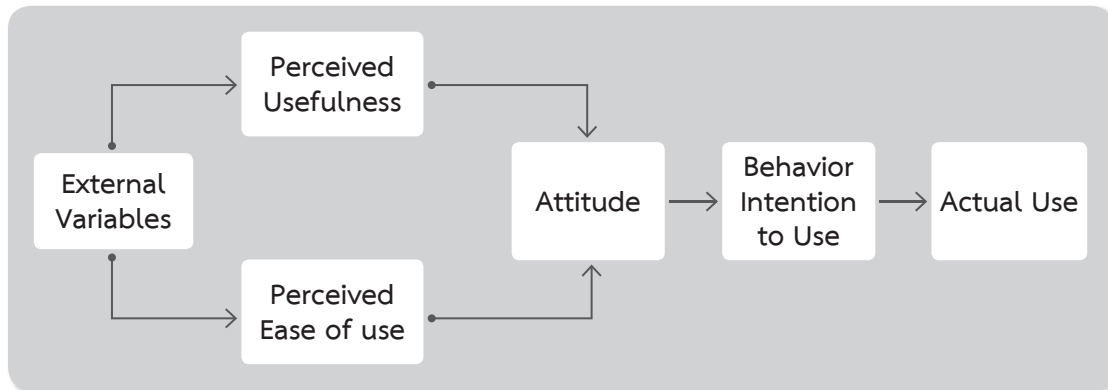 Perceived
Usefulness
External
Variables
Perceived
Ease of use
Attitude
Behavior
Intention
to Use
Actual Use